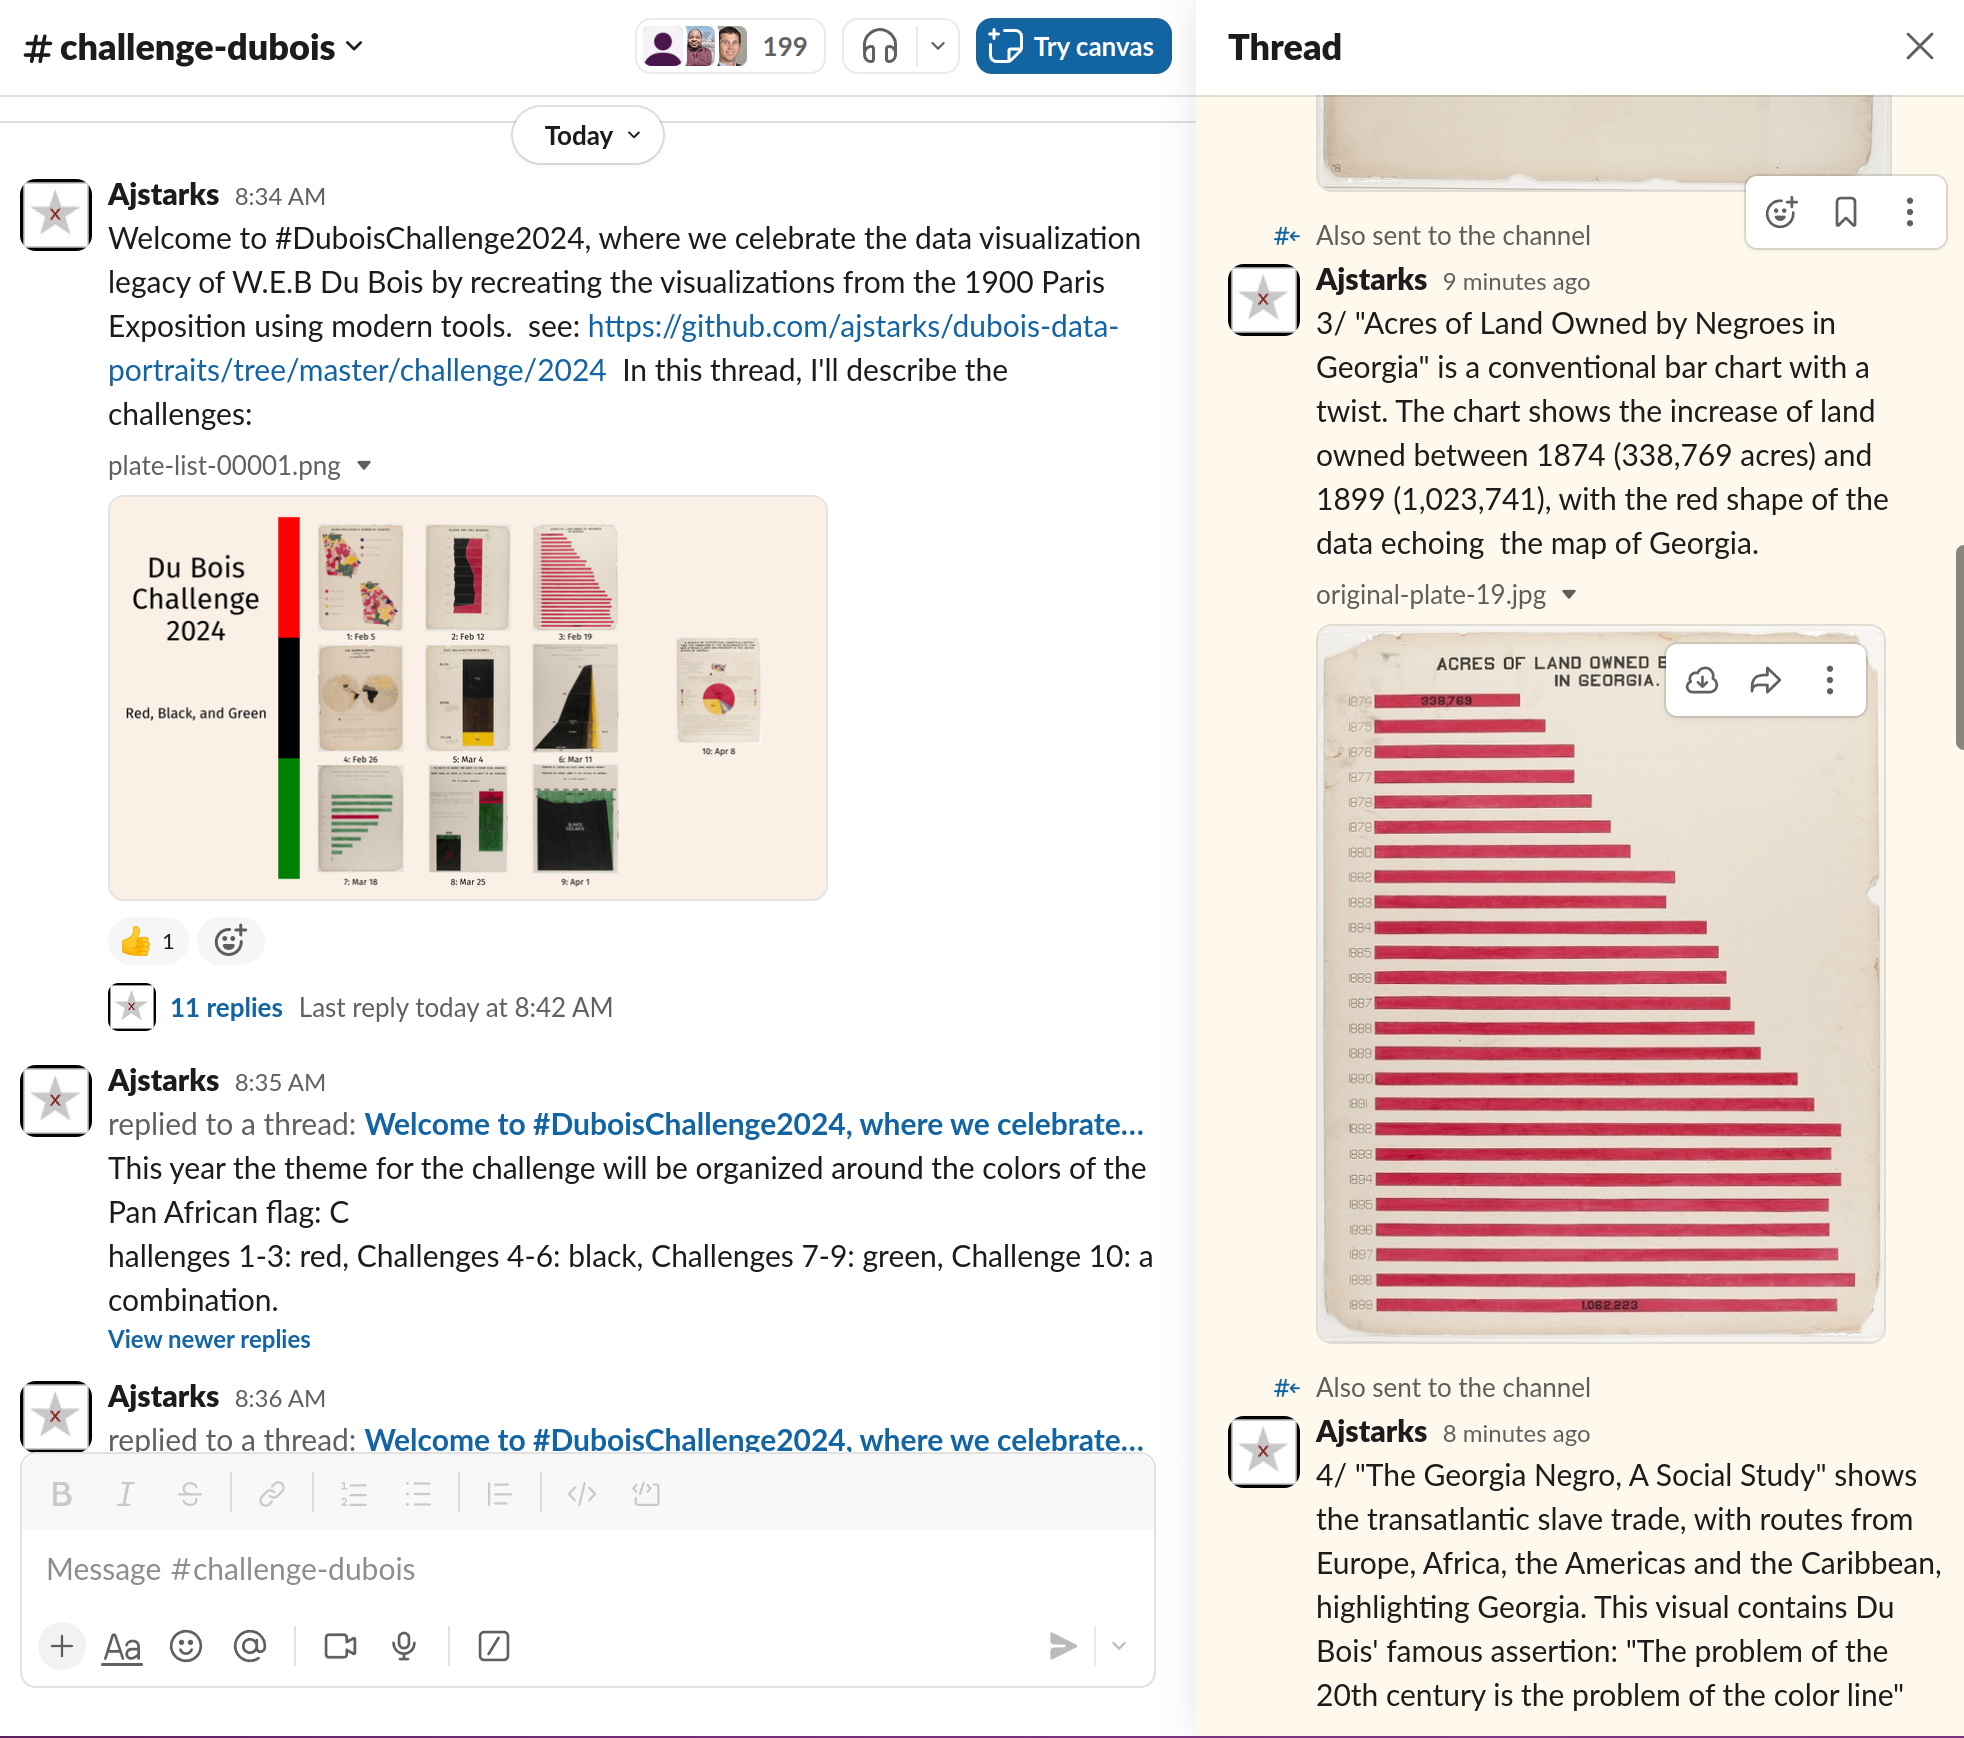 # challenge-dubois
199
Try canvas
Today
Ajstarks 8:34 AM
Welcome to #DuboisChallenge2024, where we celebrate the data visualization
legacy of W.E.B Du Bois by recreating the visualizations from the 1900 Paris
Exposition using modern tools.  see: https://github.com/ajstarks/dubois-data-
portraits/tree/master/challenge/2024  In this thread, I'll describe the
challenges:
plate-list-00001.png
Du Bois
Challenge
2024
Red, Black, and Green
1: Feb 5
2: Feb 12
3: Feb 19
4: Feb 26
5: Mar 4
6: Mar 11
10: Apr 8
7: Mar 18
8: Mar 25
9: Apr 1
1
11 replies Last reply today at 8:42 AM
Ajstarks 8:35 AM
replied to a thread: Welcome to #DuboisChallenge2024, where we celebrate...
This year the theme for the challenge will be organized around the colors of the
Pan African flag: C
hallenges 1-3: red, Challenges 4-6: black, Challenges 7-9: green, Challenge 10: a
combination.
View newer replies
Ajstarks 8:36 AM
replied to a thread: Welcome to #DuboisChallenge2024, where we celebrate...
B I S
Message #challenge-dubois
Aa
Thread
Also sent to the channel
Ajstarks 9 minutes ago
3/ "Acres of Land Owned by Negroes in
Georgia" is a conventional bar chart with a
twist. The chart shows the increase of land
owned between 1874 (338,769 acres) and
1899 (1,023,741), with the red shape of the
data echoing  the map of Georgia.
original-plate-19.jpg
ACRES OF LAND OWNED
IN GEORGIA.
1874 338,769
1875
1876
1877
1878
1879
1880
1882
1883
1884
1885
1886
1887
1888
1889
1890
1891
1892
1893
1894
1895
1896
1897
1898
1899 1,062,223
Also sent to the channel
Ajstarks 8 minutes ago
4/ "The Georgia Negro, A Social Study" shows
the transatlantic slave trade, with routes from
Europe, Africa, the Americas and the Caribbean,
highlighting Georgia. This visual contains Du
Bois' famous assertion: "The problem of the
20th century is the problem of the color line"